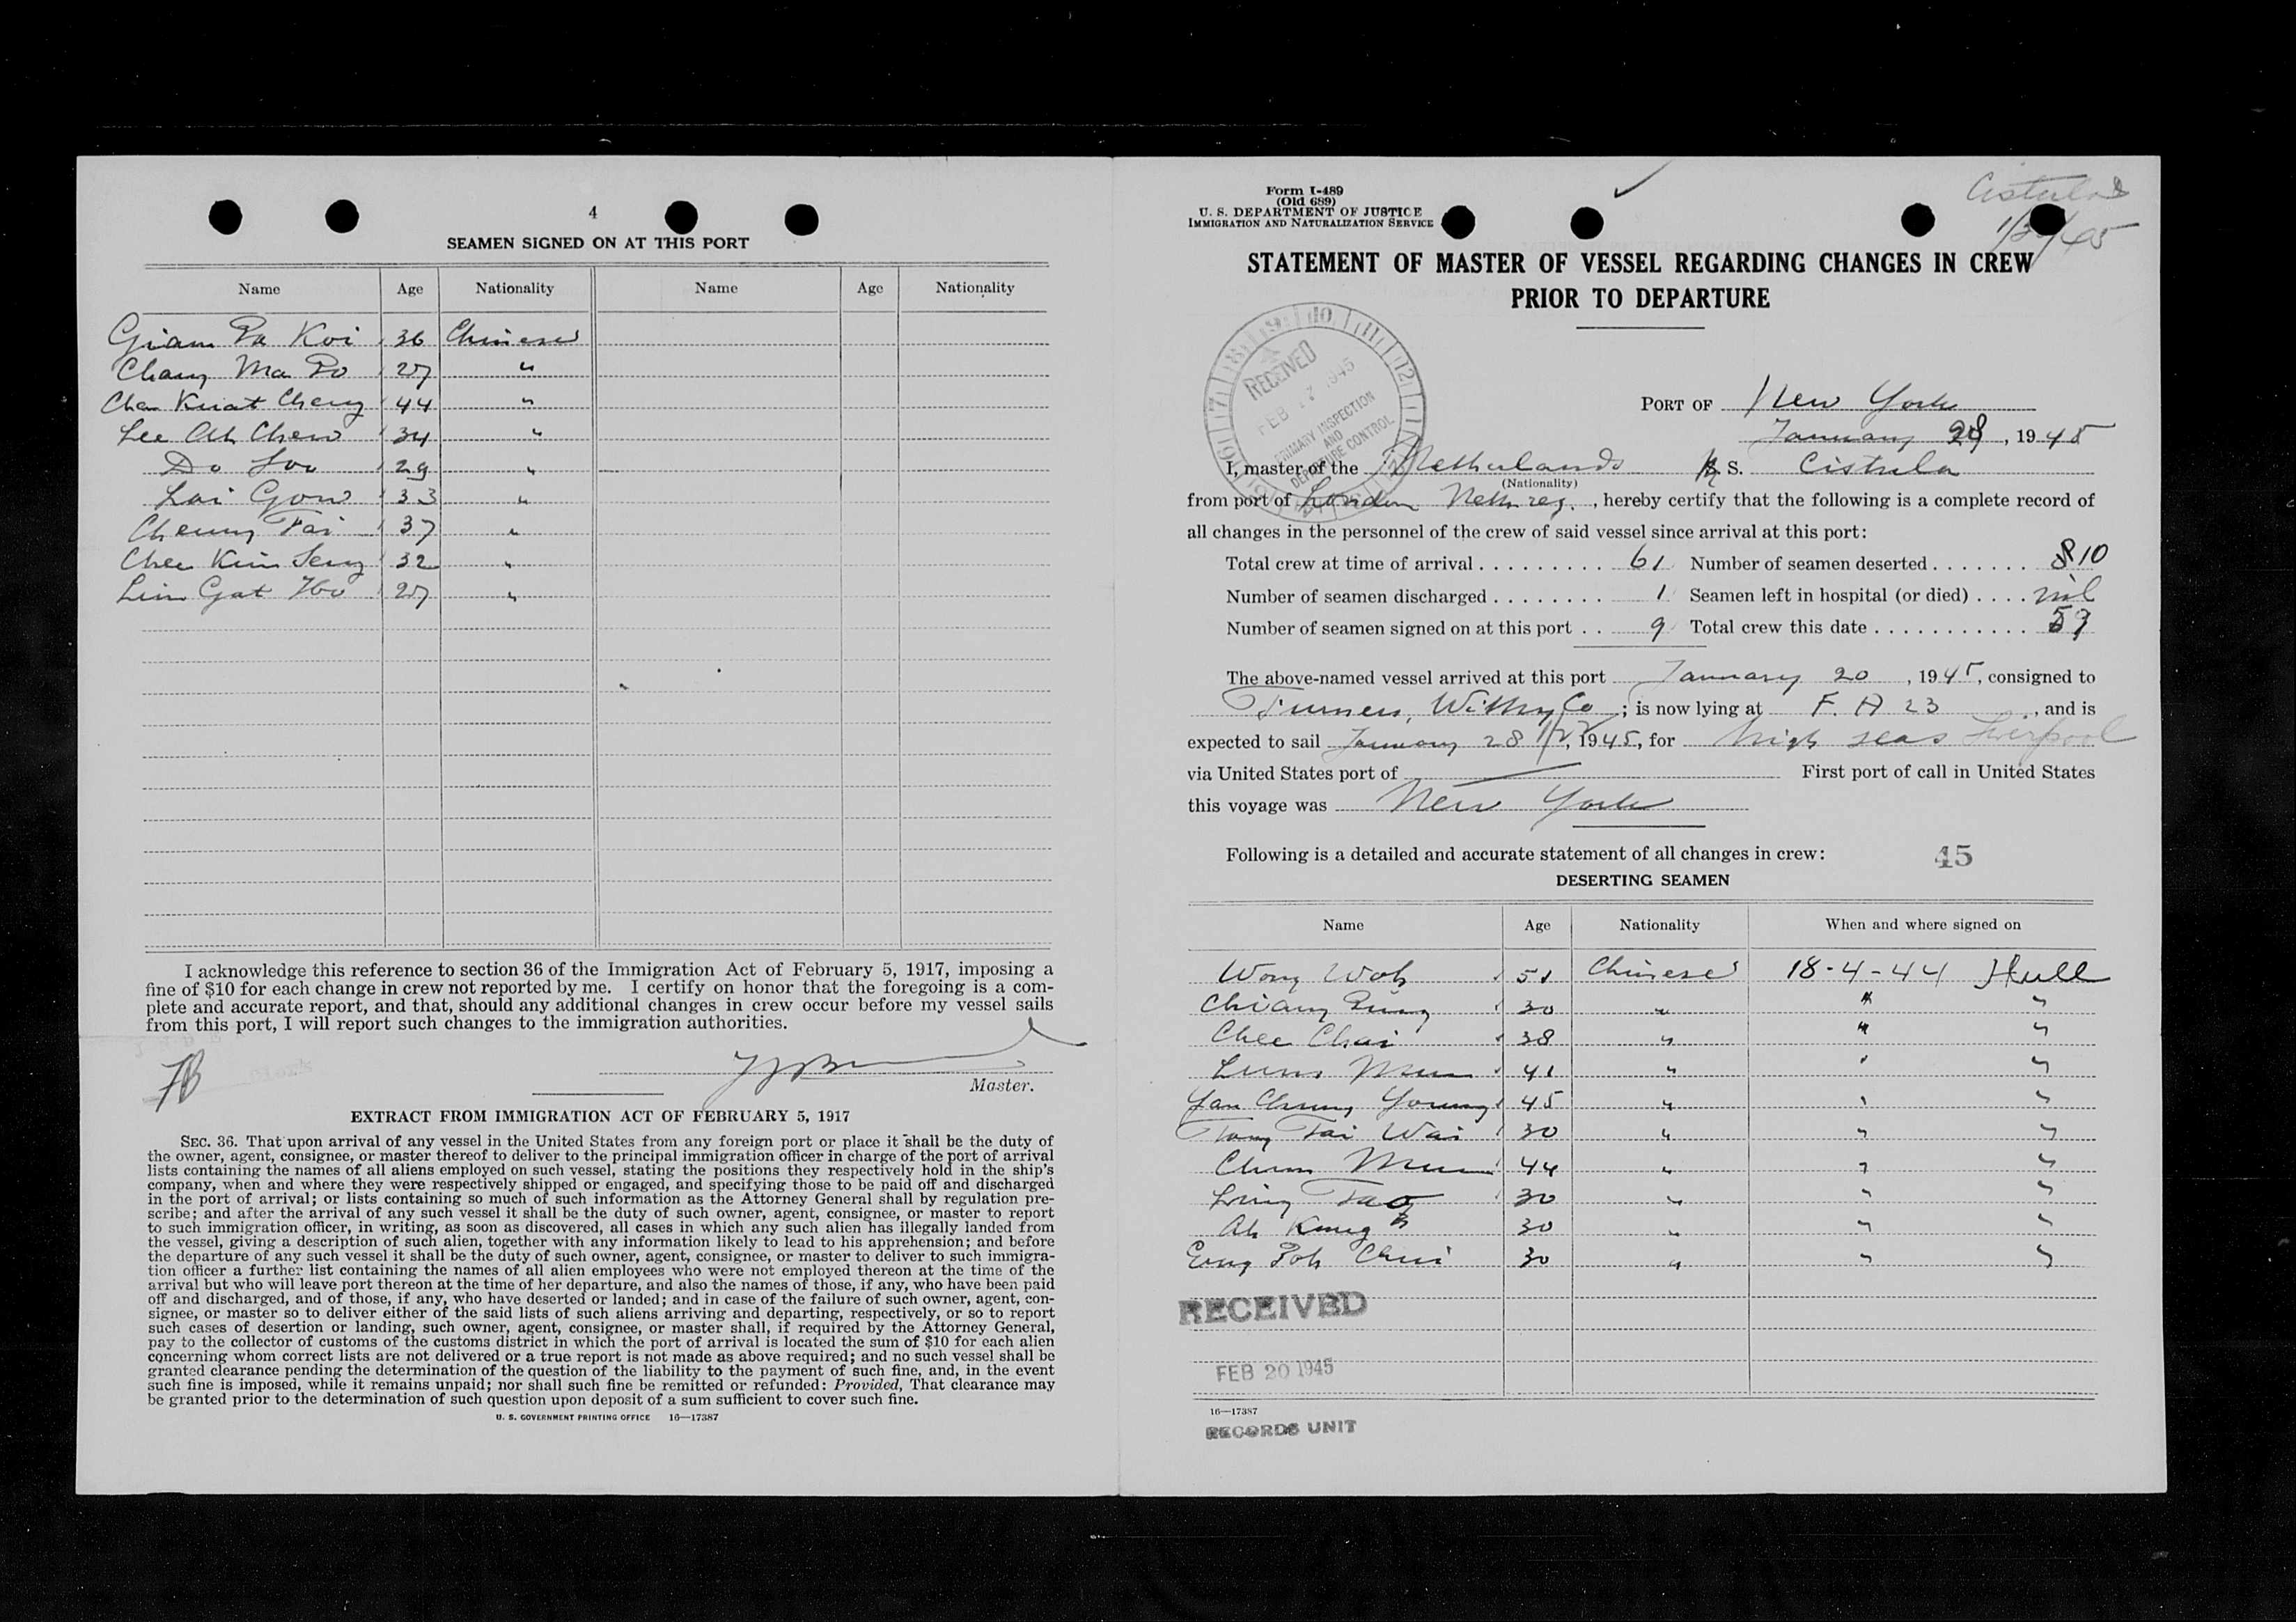 4
SEAMEN SIGNED ON AT THIS PORT
Name Age Nationality Name Age Nationality
Giam Pa Koi 36 Chinese
Chang Ma Po 27 "
Chan Kwat Cheng 44 "
Lee Ah Chew 34 "
Do Soo 29 "
Lai Gow 33 "
Cheung Tai 37 "
Chee Kim Seng 32 "
Lim Gat Hoo 27 "
I acknowledge this reference to section 36 of the Immigration Act of February 5, 1917, imposing a
fine of $10 for each change in crew not reported by me. I certify on honor that the foregoing is a com-
plete and accurate report, and that, should any additional changes in crew occur before my vessel sails
from this port, I will report such changes to the immigration authorities.
Master.
EXTRACT FROM IMMIGRATION ACT OF FEBRUARY 5, 1917
SEC. 36. That upon arrival of any vessel in the United States from any foreign port or place it shall be the duty of
the owner, agent, consignee, or master thereof to deliver to the principal immigration officer in charge of the port of arrival
lists containing the names of all aliens employed on such vessel, stating the positions they respectively hold in the ship's
company, when and where they were respectively shipped or engaged, and specifying those to be paid off and discharged
in the port of arrival; or lists containing so much of such information as the Attorney General shall by regulation pre-
scribe; and after the arrival of any such vessel it shall be the duty of such owner, agent, consignee, or master to report
to such immigration officer, in writing, as soon as discovered, all cases in which any such alien has illegally landed from
the vessel, giving a description of such alien, together with any information likely to lead to his apprehension; and before
the departure of any such vessel it shall be the duty of such owner, agent, consignee, or master to deliver to such immigra-
tion officer a further list containing the names of all alien employees who were not employed thereon at the time of the
arrival but who will leave port thereon at the time of her departure, and also the names of those, if any, who have been paid
off and discharged, and of those, if any, who have deserted or landed; and in case of the failure of such owner, agent, con-
signee, or master so to deliver either of the said lists of such aliens arriving and departing, respectively, or so to report
such cases of desertion or landing, such owner, agent, consignee, or master shall, if required by the Attorney General,
pay to the collector of customs of the customs district in which the port of arrival is located the sum of $10 for each alien
concerning whom correct lists are not delivered or a true report is not made as above required; and no such vessel shall be
granted clearance pending the determination of the question of the liability to the payment of such fine, and, in the event
such fine is imposed, while it remains unpaid; nor shall such fine be remitted or refunded: Provided, That clearance may
be granted prior to the determination of such question upon deposit of a sum sufficient to cover such fine.
U. S. GOVERNMENT PRINTING OFFICE 16—17387
Form I-489
(Old 689)
U. S. DEPARTMENT OF JUSTICE
IMMIGRATION AND NATURALIZATION SERVICE
Cistula
STATEMENT OF MASTER OF VESSEL REGARDING CHANGES IN CREW
PRIOR TO DEPARTURE
RECEIVED
FEB 17 1945
PRIMARY INSPECTION
AND
DEPARTURE CONTROL
PORT OF New York
January 28, 1945
I, master of the Netherlands S. Cistula
(Nationality)
from port of London Neth reg., hereby certify that the following is a complete record of
all changes in the personnel of the crew of said vessel since arrival at this port:
Total crew at time of arrival 61 Number of seamen deserted 10
Number of seamen discharged 1 Seamen left in hospital (or died) nil
Number of seamen signed on at this port 9 Total crew this date 59
The above-named vessel arrived at this port January 20, 1945, consigned to
Furness, Withy Co; is now lying at F. A 23, and is
expected to sail January 28, 1945, for high seas Liverpool
via United States port of First port of call in United States
this voyage was New York
Following is a detailed and accurate statement of all changes in crew: 45
DESERTING SEAMEN
Name Age Nationality When and where signed on
Wong Woh 51 Chinese 18-4-44 Hull
Chiang Pung 30 " " "
Chee Chai 38 " " "
Lum Mun 41 " " "
Yan Chung Young 45 " " "
Tong Tai Wai 30 " " "
Chum Mun 44 " " "
Ling Tao 30 " " "
Ah Kung 30 " " "
Eng Poh Chui 30 " " "
RECEIVED
FEB 20 1945
16—17387
RECORDS UNIT